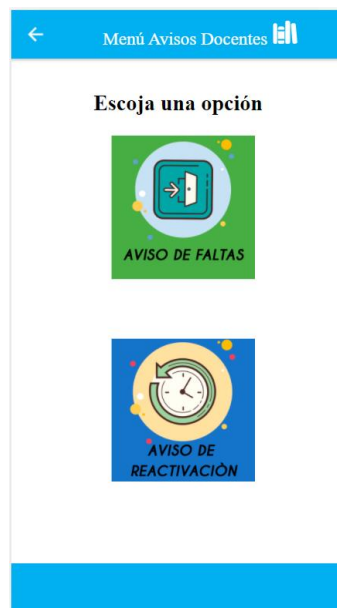 Menú Avisos Docentes
Escoja una opción
AVISO DE FALTAS
AVISO DE
REACTIVACIÒN